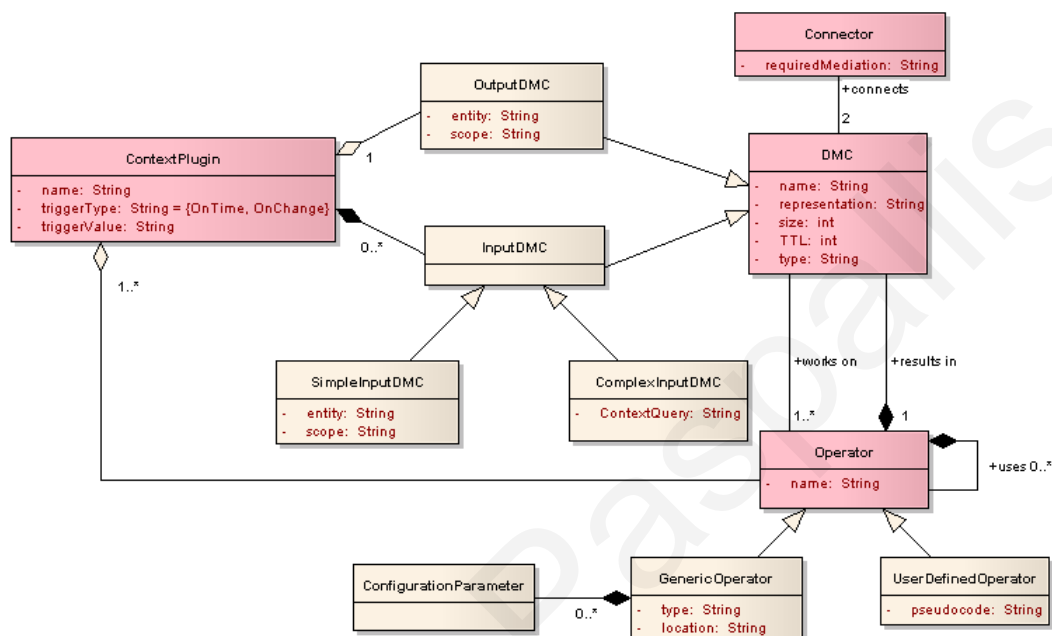 Connector
- requiredMediation: String
+connects
2
OutputDMC
- entity: String
- scope: String
ContextPlugin
- name: String
- triggerType: String = {OnTime, OnChange}
- triggerValue: String
1
0..*
1..*
InputDMC
DMC
- name: String
- representation: String
- size: int
- TTL: int
- type: String
SimpleInputDMC
- entity: String
- scope: String
ComplexInputDMC
- ContextQuery: String
+works on
+results in
1..*
1
Operator
- name: String
+uses 0..*
ConfigurationParameter
0..*
GenericOperator
- type: String
- location: String
UserDefinedOperator
- pseudocode: String
Paspallis